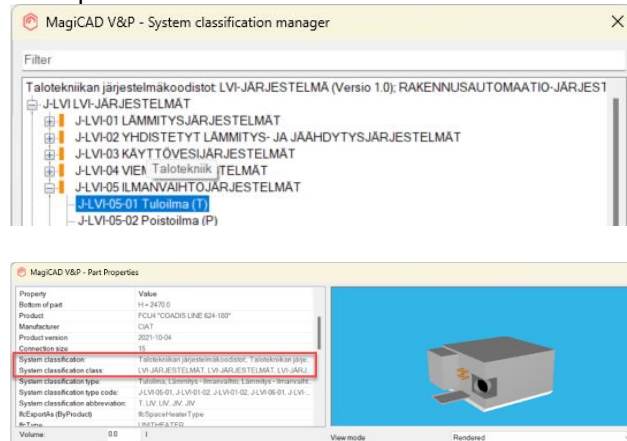 MagiCAD V&P - System classification manager
Filter
Talotekniikan järjestelmäkoodistot: LVI-JÄRJESTELMÄ (Versio 1.0); RAKENNUSAUTOMAATIO-JÄRJEST
J-LVI LVI-JÄRJESTELMÄT
J-LVI-01 LÄMMITYSJÄRJESTELMÄT
J-LVI-02 YHDISTETYT LÄMMITYS- JA JÄÄHDYTYSJÄRJESTELMÄT
J-LVI-03 KÄYTTÖVESIJÄRJESTELMÄT
J-LVI-04 VIEM Talotekniik TELMÄT
J-LVI-05 ILMANVAIHTOJÄRJESTELMÄT
J-LVI-05-01 Tuloilma (T)
J-LVI-05-02 Poistoilma (P)
MagiCAD V&P - Part Properties
Property Value
Bottom of part H = 2470.0
Product FCU4 "COADIS LINE 624-180"
Manufacturer CIAT
Product version 2021-10-04
Connection size 15
System classification: Talotekniikan järjestelmäkoodistot, Talotekniikan järje...
System classification class: LVI-JÄRJESTELMÄT, LVI-JÄRJESTELMÄT, LVI-JÄRJ...
System classification type: Tuloilma, Lämmitys - ilmanvaihto, Lämmitys - ilmanvaiht...
System classification type code: J-LVI-05-01, J-LVI-01-02, J-LVI-01-02, J-LVI-06-01, J-LVI-...
System classification abbreviation: T, LIV, LIV, JIV, JIV
IfcExportAs (ByProduct) IfcSpaceHeaterType
IfcType UNITHEATER
Volume: 0.0 l
View mode Rendered